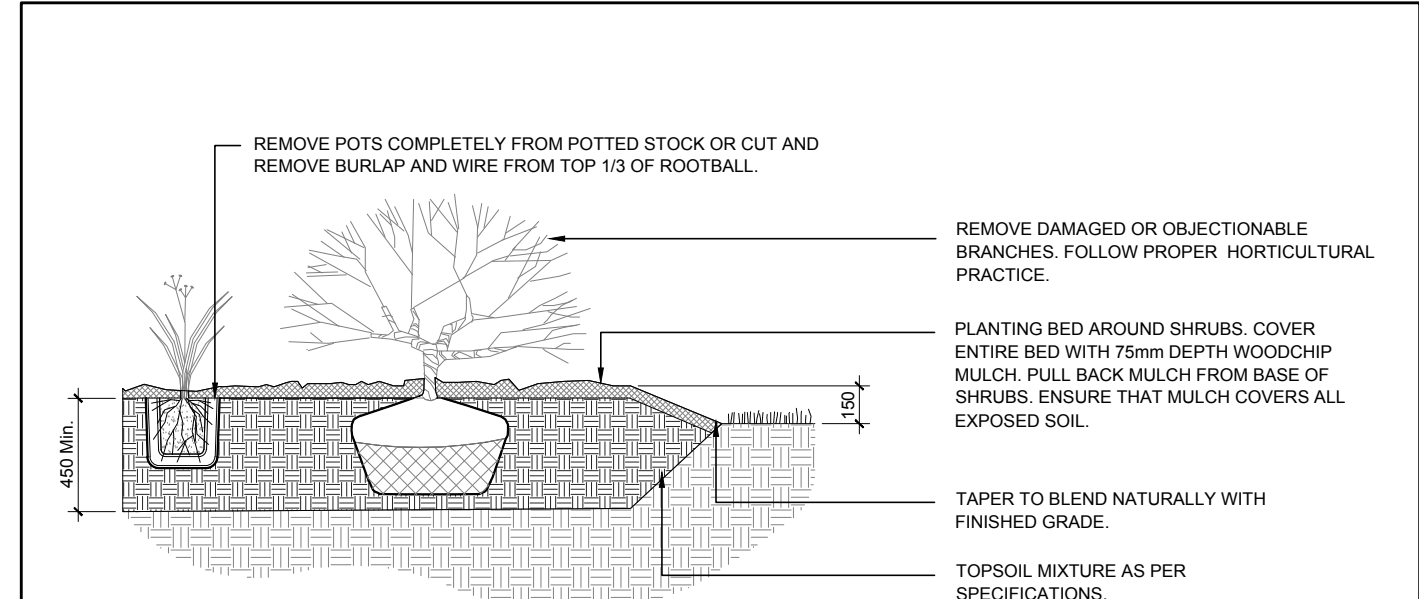 REMOVE POTS COMPLETELY FROM POTTED STOCK OR CUT AND
REMOVE BURLAP AND WIRE FROM TOP 1/3 OF ROOTBALL.
REMOVE DAMAGED OR OBJECTIONABLE
BRANCHES. FOLLOW PROPER HORTICULTURAL
PRACTICE.
PLANTING BED AROUND SHRUBS. COVER
ENTIRE BED WITH 75mm DEPTH WOODCHIP
MULCH. PULL BACK MULCH FROM BASE OF
SHRUBS. ENSURE THAT MULCH COVERS ALL
EXPOSED SOIL.
150
450 Min.
TAPER TO BLEND NATURALLY WITH
FINISHED GRADE.
TOPSOIL MIXTURE AS PER
SPECIFICATIONS.